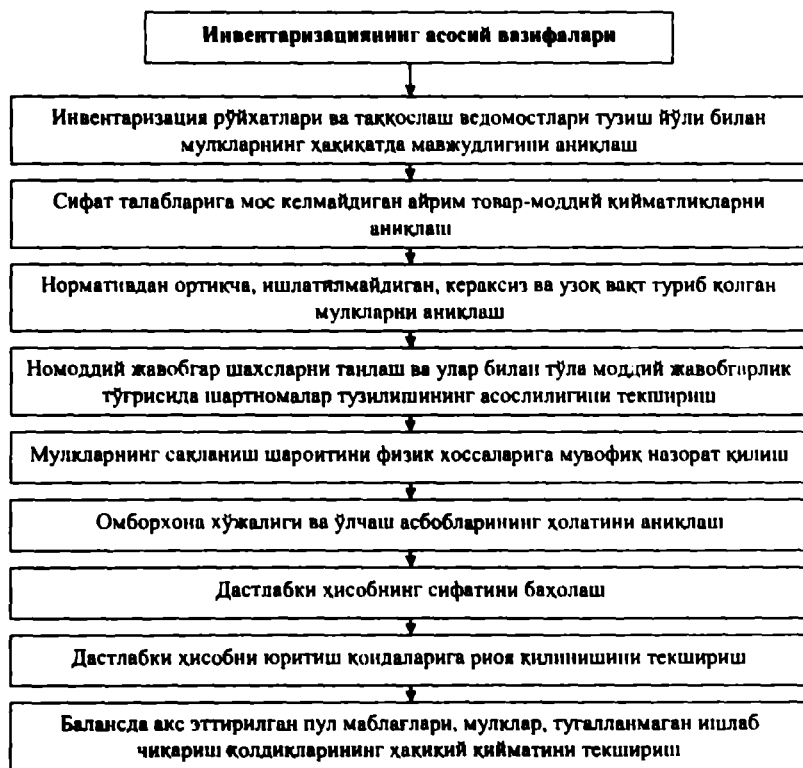 Инвентаризациянинг асосий вазифалари
Инвентаризация рўйхатлари ва таққослаш ведомостлари тузиш йўли билан
мулкларнинг ҳақиқатда мавжудлигини аниқлаш
Сифат талабларига мос келмайдиган айрим товар-моддий қийматликларни
аниқлаш
Нормативдан ортиқча, ишлатилмайдиган, кераксиз ва узоқ вақт туриб қолган
мулкларни аниқлаш
Номоддий жавобгар шахсларни танлаш ва улар билан тўла моддий жавобгарлик
тўғрисида шартномалар тузилишининг асослилигини текшириш
Мулкларнинг сақланиш шароитини физик хоссаларига мувофиқ назорат қилиш
Омборхона хўжалиги ва ўлчаш асбобларининг ҳолатини аниқлаш
Дастлабки ҳисобнинг сифатини баҳолаш
Дастлабки ҳисобни юритиш қоидаларига риоя қилинишини текшириш
Балансда акс эттирилган пул маблағлари, мулклар, тугалланмаган ишлаб
чиқариш қолдиқларининг ҳақиқий қийматини текшириш